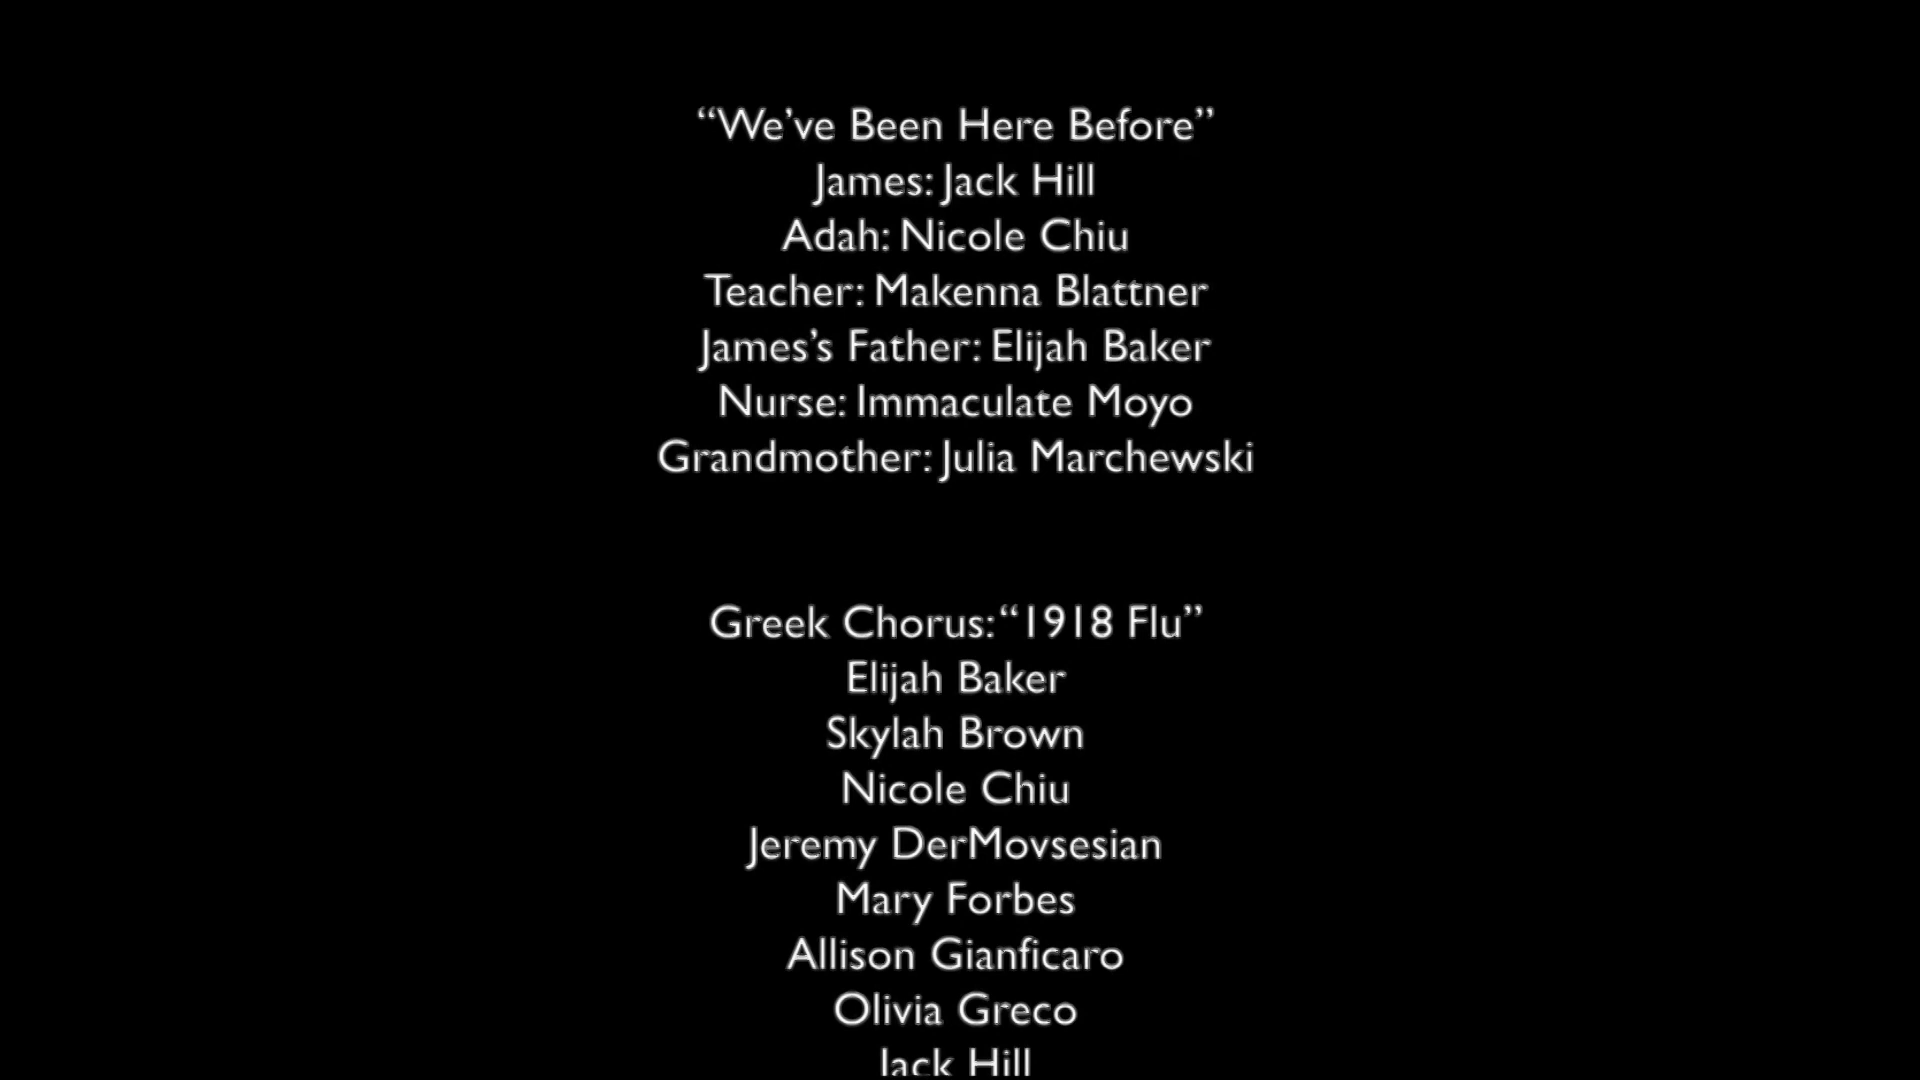 “We’ve Been Here Before”
James: Jack Hill
Adah: Nicole Chiu
Teacher: Makenna Blattner
James’s Father: Elijah Baker
Nurse: Immaculate Moyo
Grandmother: Julia Marchewski
Greek Chorus: “1918 Flu”
Elijah Baker
Skylah Brown
Nicole Chiu
Jeremy DerMovsesian
Mary Forbes
Allison Gianficaro
Olivia Greco
Jack Hill